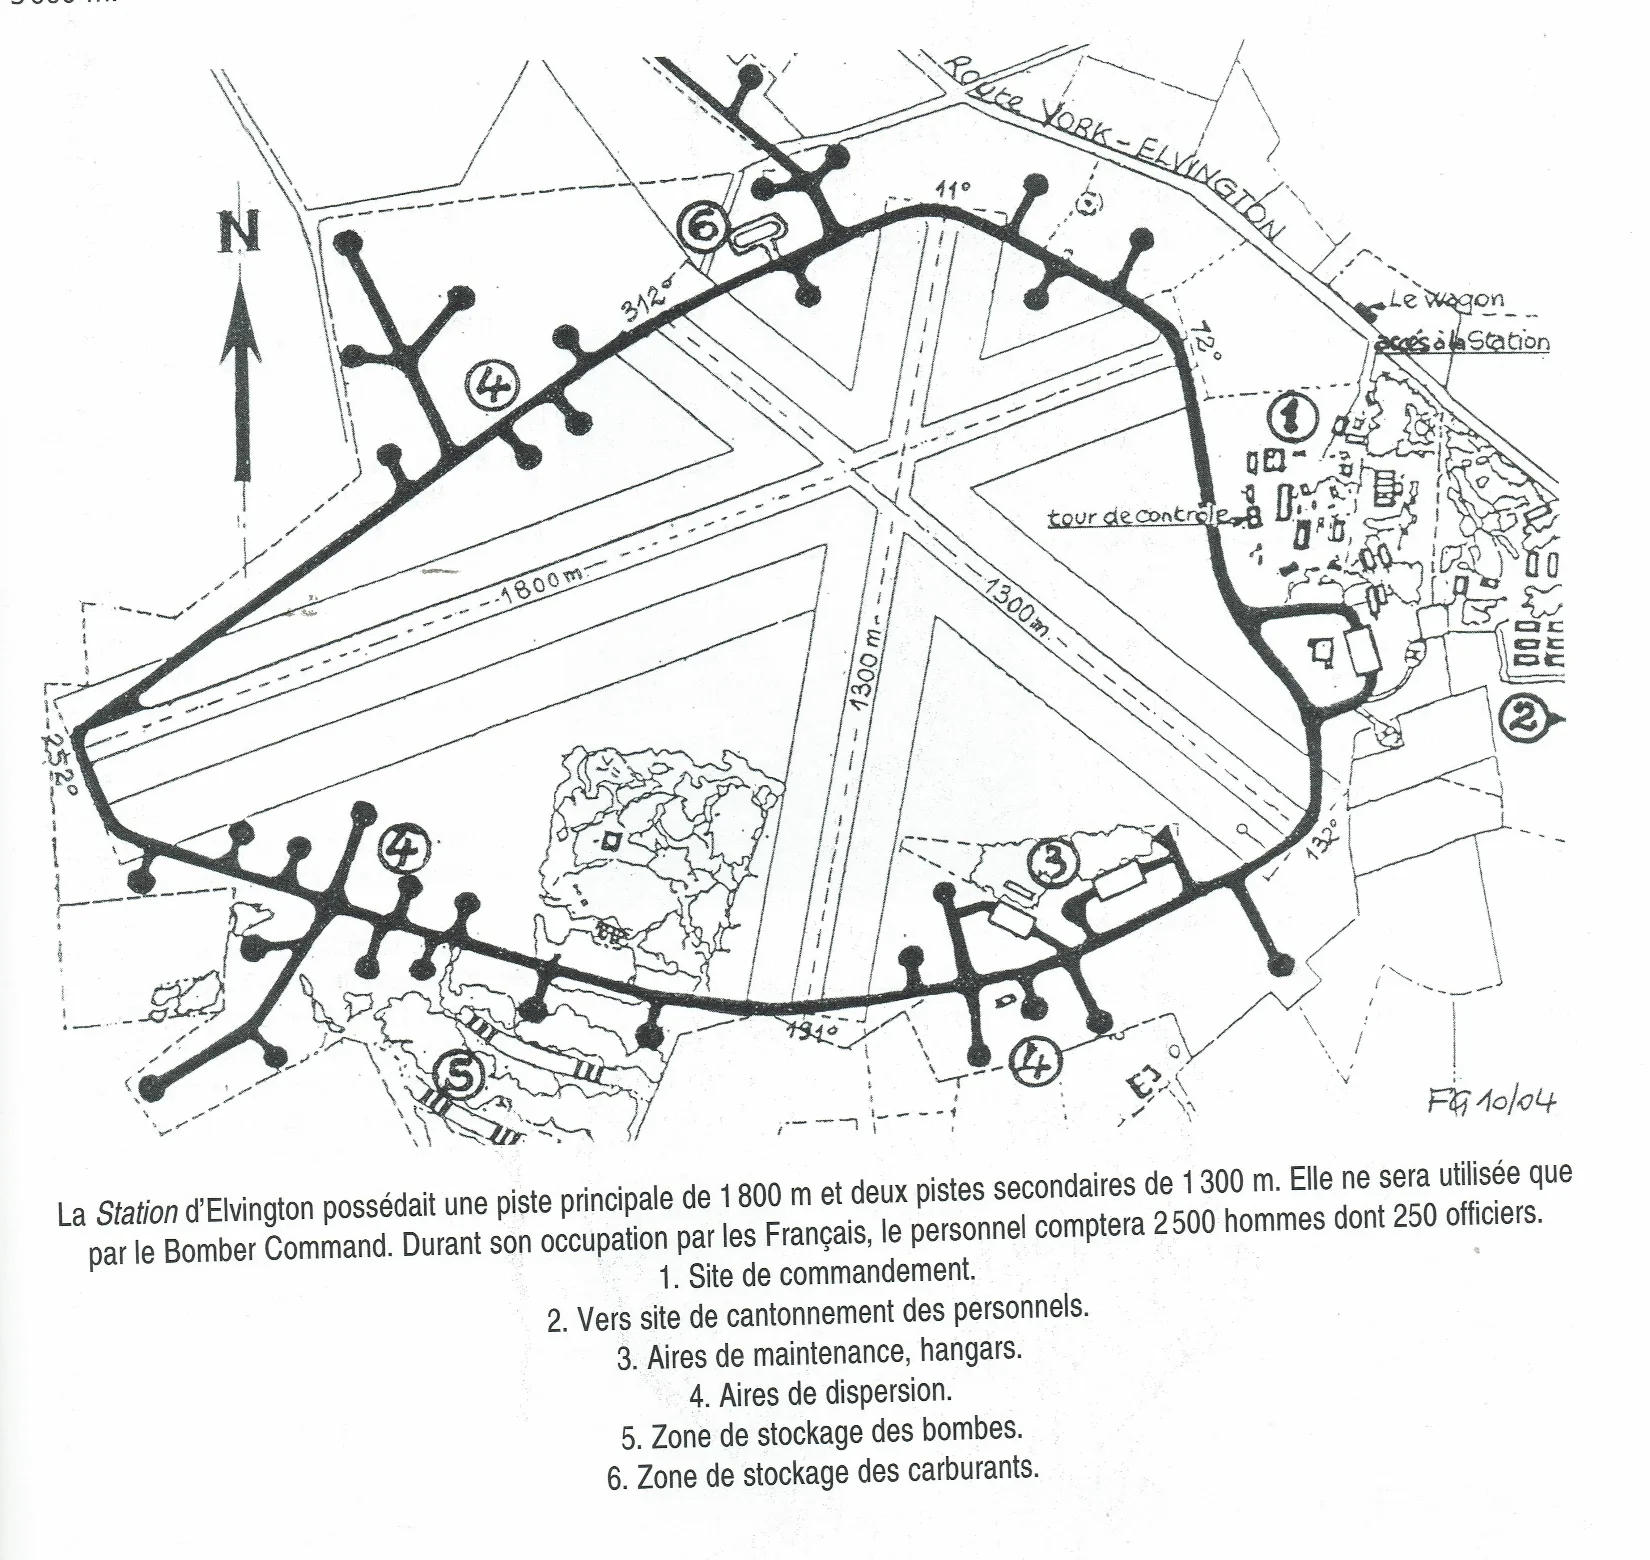 Route YORK-ELVINGTON
6
11°
N
312°
Le wagon
72°
accés à la Station
4
1
tour de contrôle
1800m.
1300m.
1300m
2
252°
4
3
132°
191°
4
5
FG 10/04
La Station d'Elvington possédait une piste principale de 1 800 m et deux pistes secondaires de 1 300 m. Elle ne sera utilisée que
par le Bomber Command. Durant son occupation par les Français, le personnel comptera 2 500 hommes dont 250 officiers.
1. Site de commandement.
2. Vers site de cantonnement des personnels.
3. Aires de maintenance, hangars.
4. Aires de dispersion.
5. Zone de stockage des bombes.
6. Zone de stockage des carburants.